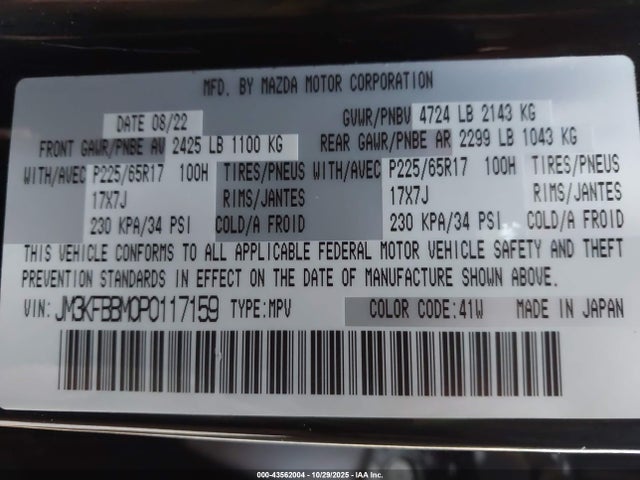 MFD. BY MAZDA MOTOR CORPORATION
DATE 08/22 GVWR/PNBV 4724 LB 2143 KG
FRONT GAWR/PNBE AV 2425 LB 1100 KG REAR GAWR/PNBE AR 2299 LB 1043 KG
WITH/AVEC P225/65R17 100H TIRES/PNEUS WITH/AVEC P225/65R17 100H TIRES/PNEUS
17X7J RIMS/JANTES 17X7J RIMS/JANTES
230 KPA/34 PSI COLD/A FROID 230 KPA/34 PSI COLD/A FROID
THIS VEHICLE CONFORMS TO ALL APPLICABLE FEDERAL MOTOR VEHICLE SAFETY AND THEFT
PREVENTION STANDARDS IN EFFECT ON THE DATE OF MANUFACTURE SHOWN ABOVE.
VIN: JM3KFBBM0P0117159 TYPE:MPV COLOR CODE:41W MADE IN JAPAN
000-43562004 - 10/29/2025 - IAA Inc.